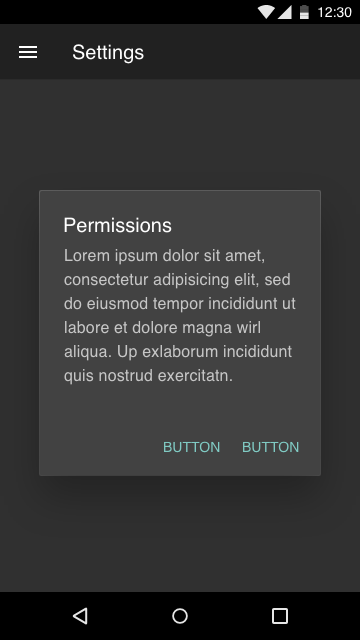 12:30
Settings
Permissions
Lorem ipsum dolor sit amet,
consectetur adipisicing elit, sed
do eiusmod tempor incididunt ut
labore et dolore magna wirl
aliqua. Up exlaborum incididunt
quis nostrud exercitatn.
BUTTON BUTTON